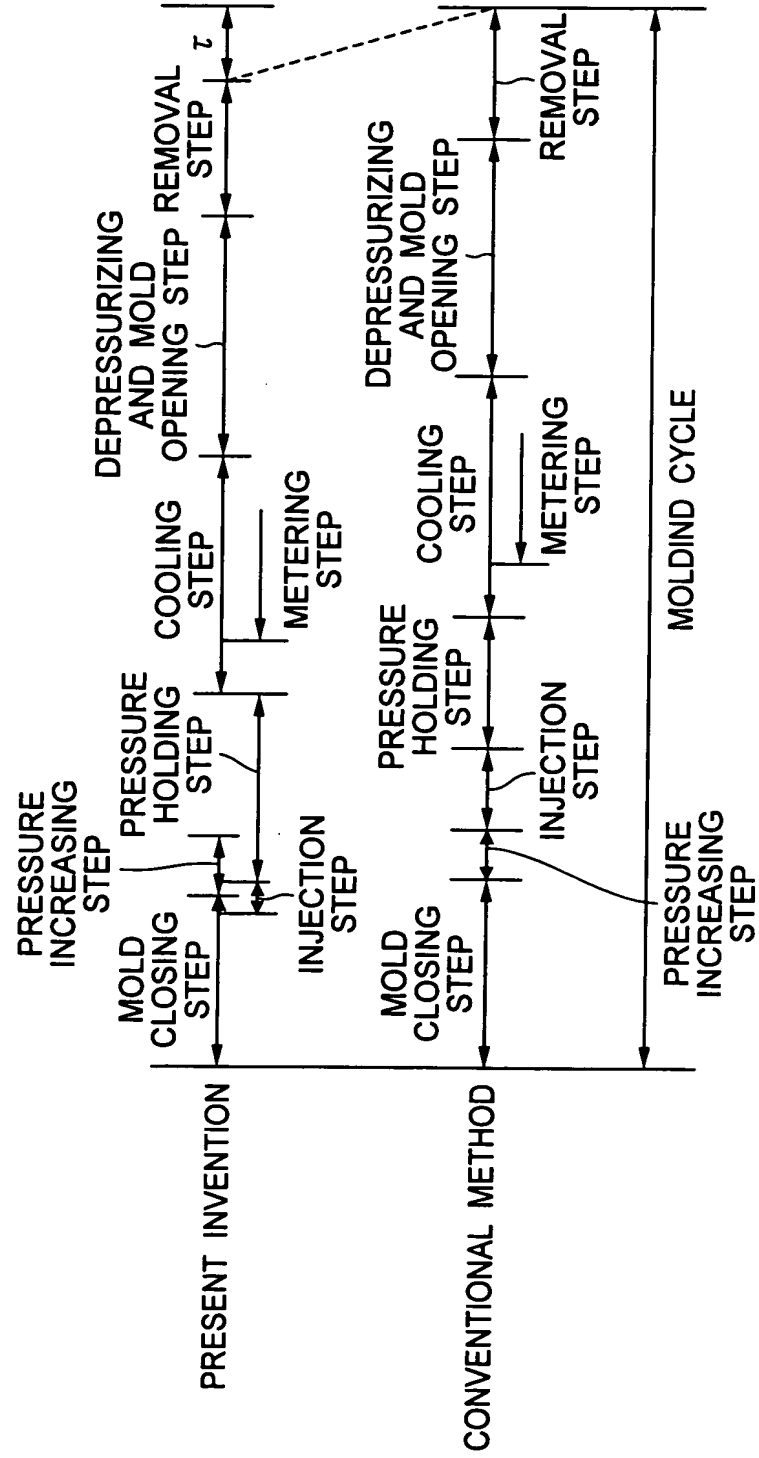 PRESENT INVENTION
MOLD
CLOSING
STEP
PRESSURE
INCREASING
STEP
INJECTION
STEP
PRESSURE
HOLDING
STEP
COOLING
STEP
METERING
STEP
DEPRESSURIZING
AND MOLD
OPENING STEP
REMOVAL
STEP
τ
CONVENTIONAL METHOD
MOLD
CLOSING
STEP
PRESSURE
INCREASING
STEP
INJECTION
STEP
PRESSURE
HOLDING
STEP
COOLING
STEP
METERING
STEP
DEPRESSURIZING
AND MOLD
OPENING STEP
REMOVAL
STEP
MOLDIND CYCLE